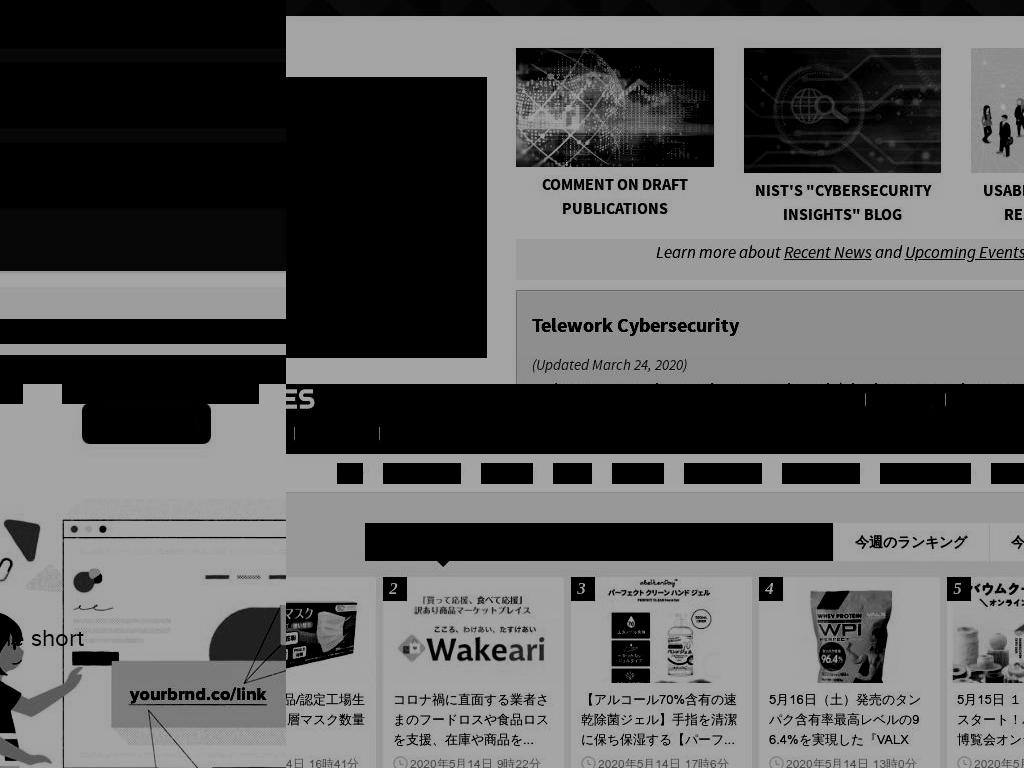 COMMENT ON DRAFT
PUBLICATIONS
NIST'S "CYBERSECURITY
INSIGHTS" BLOG
Learn more about Recent News and Upcoming Events
Telework Cybersecurity
(Updated March 24, 2020)
ES
今週のランキング
今
short
yourbrnd.co/link
マスク
品/認定工場生
層マスク数量
4日 16時41分
2
『買って応援、食べて応援』
訳あり商品マーケットプレイス
こころ、わけあい、たすけあい
Wakeari
コロナ禍に直面する業者さ
まのフードロスや食品ロス
を支援、在庫や商品を...
2020年5月14日 9時22分
3
パーフェクト クリーン ハンド ジェル
【アルコール70%含有の速
乾除菌ジェル】手指を清潔
に保ち保湿する【パーフ...
2020年5月14日 17時6分
4
WHEY PROTEIN
WPI
PERFECT
VALX
96.4%
5月16日（土）発売のタン
パク含有率最高レベルの9
6.4%を実現した『VALX
2020年5月14日 13時0分
5
バウムク
＼オンライ
5月15日 1
スタート！
博覧会オン
2020年5月